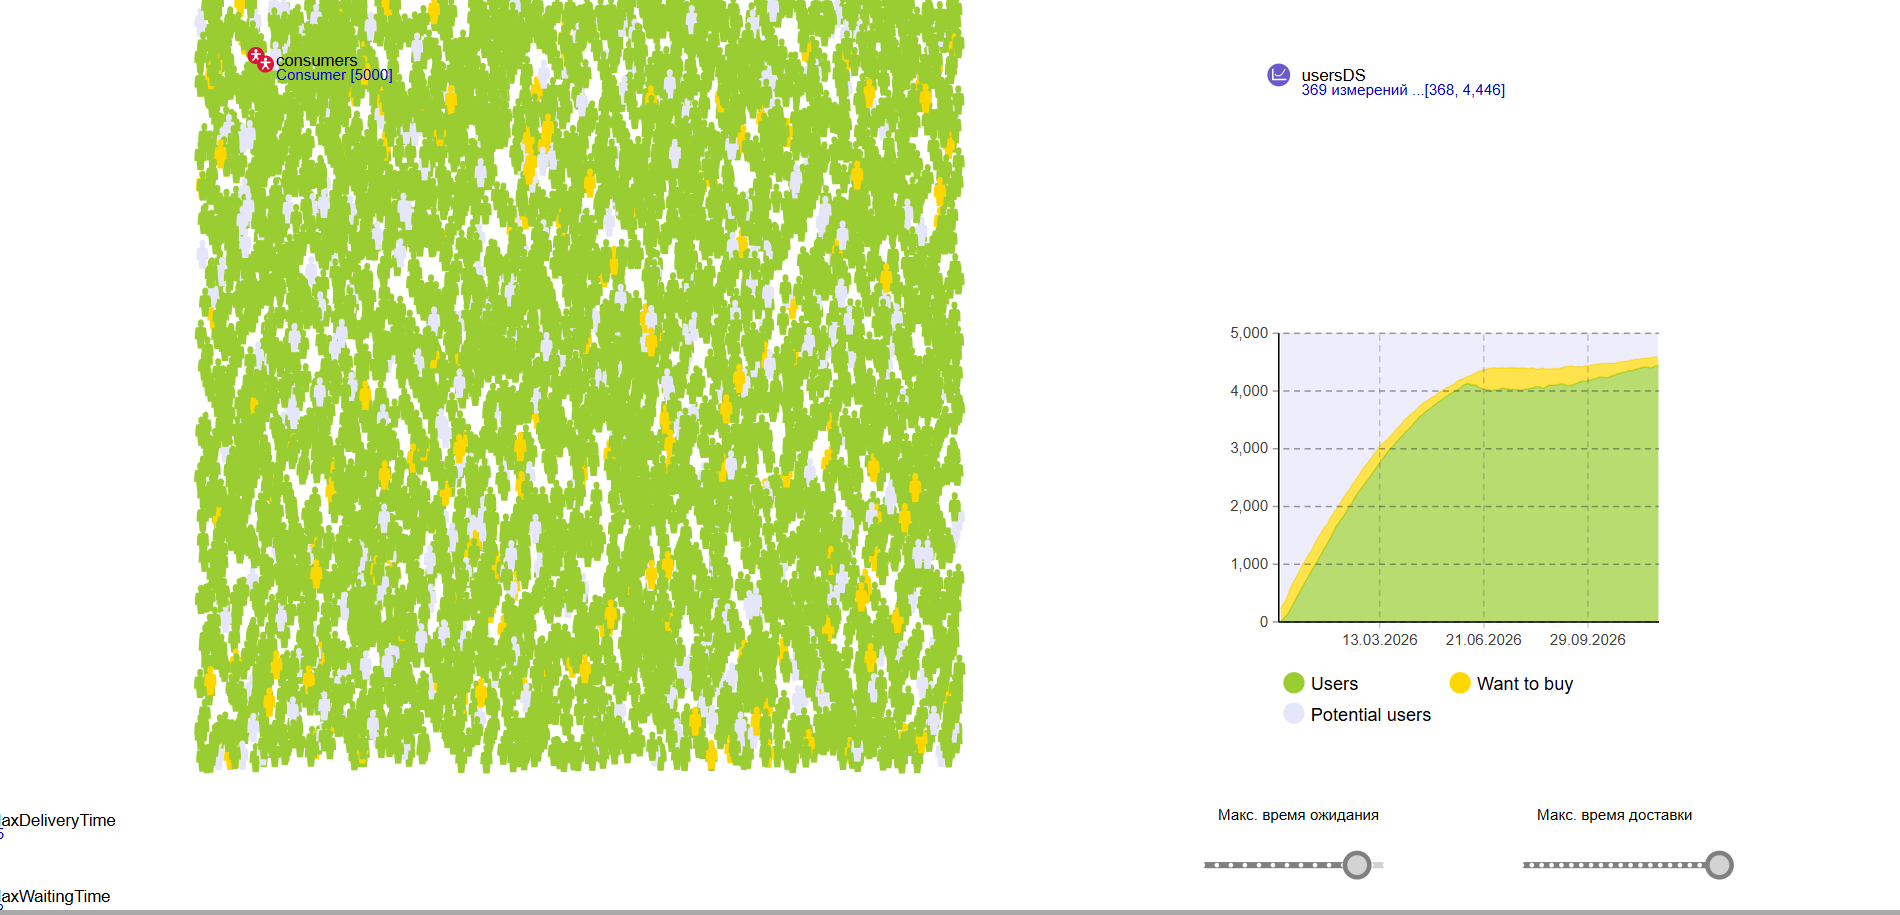 consumers
Consumer [5000]
usersDS
369 измерений ...[368, 4,446]
5,000
4,000
3,000
2,000
1,000
0
13.03.2026 21.06.2026 29.09.2026
Users Want to buy
Potential users
Макс. время ожидания Макс. время доставки
axDeliveryTime
5
axWaitingTime